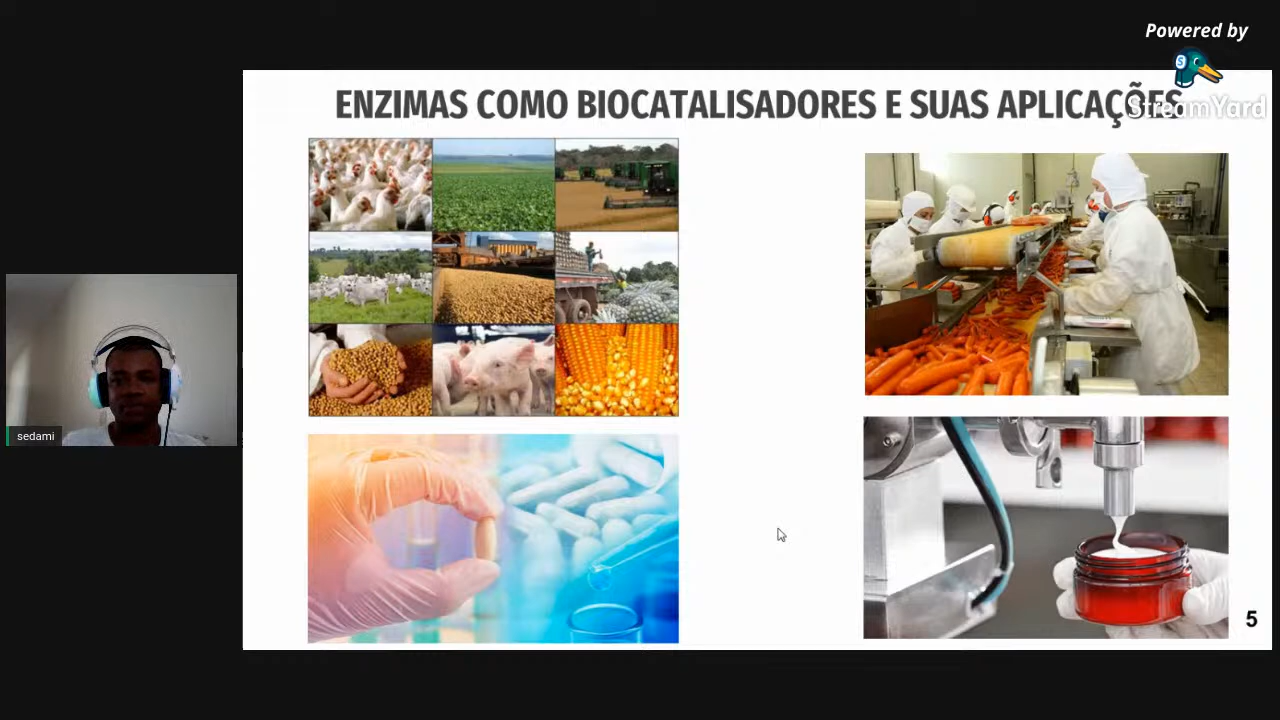 Powered by
StreamYard
ENZIMAS COMO BIOCATALISADORES E SUAS APLICAÇÕES
sedami
5